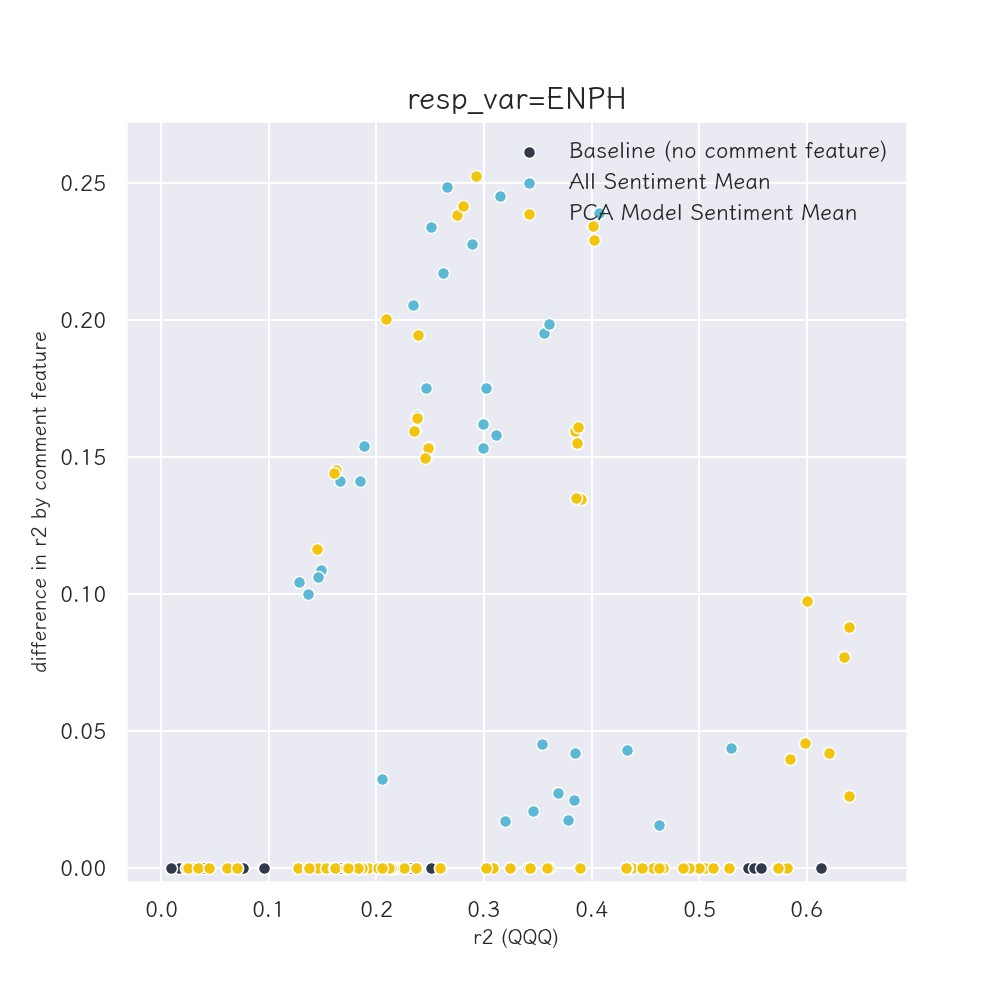 resp_var=ENPH
Baseline (no comment feature)
All Sentiment Mean
PCA Model Sentiment Mean
difference in r2 by comment feature
0.25
0.20
0.15
0.10
0.05
0.00
0.0 0.1 0.2 0.3 0.4 0.5 0.6
r2 (QQQ)